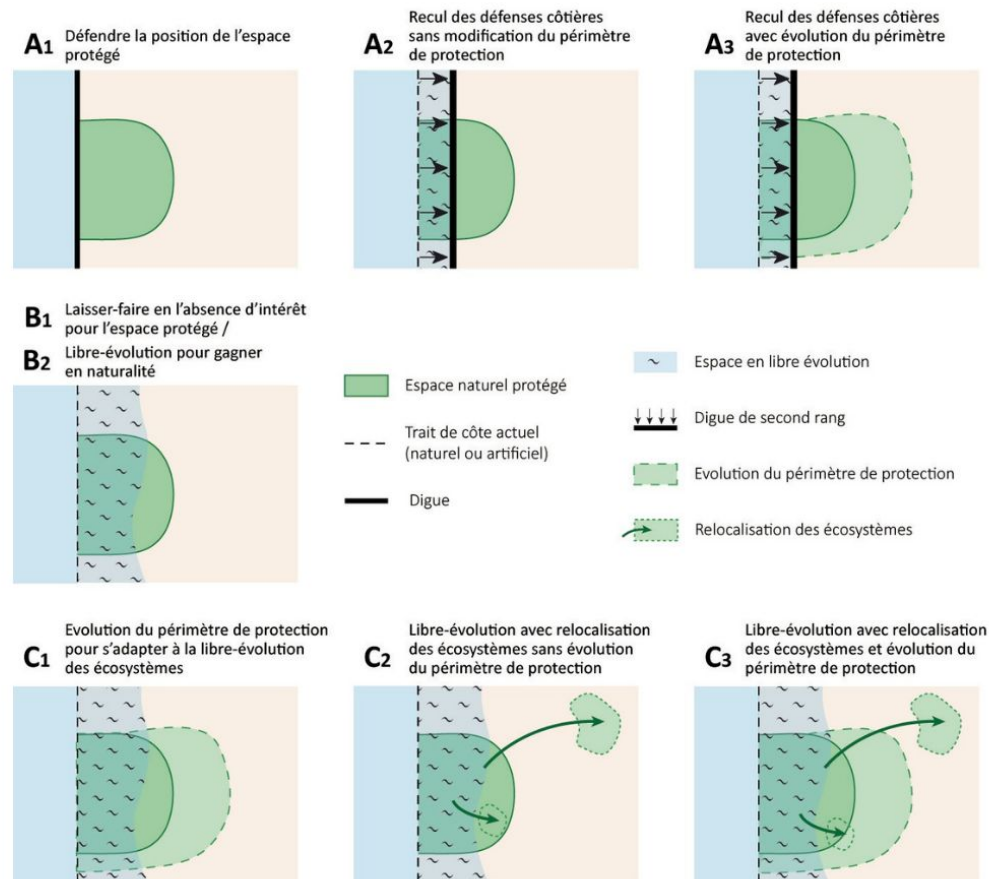 A1 Défendre la position de l'espace
protégé
A2 Recul des défenses côtières
sans modification du périmètre
de protection
A3 Recul des défenses côtières
avec évolution du périmètre
de protection
B1 Laisser-faire en l'absence d'intérêt
pour l'espace protégé /
B2 Libre-évolution pour gagner
en naturalité
Espace naturel protégé
Trait de côte actuel
(naturel ou artificiel)
Digue
Espace en libre évolution
Digue de second rang
Evolution du périmètre de protection
Relocalisation des écosystèmes
C1 Evolution du périmètre de protection
pour s'adapter à la libre-évolution
des écosystèmes
C2 Libre-évolution avec relocalisation
des écosystèmes sans évolution
du périmètre de protection
C3 Libre-évolution avec relocalisation
des écosystèmes et évolution du
périmètre de protection